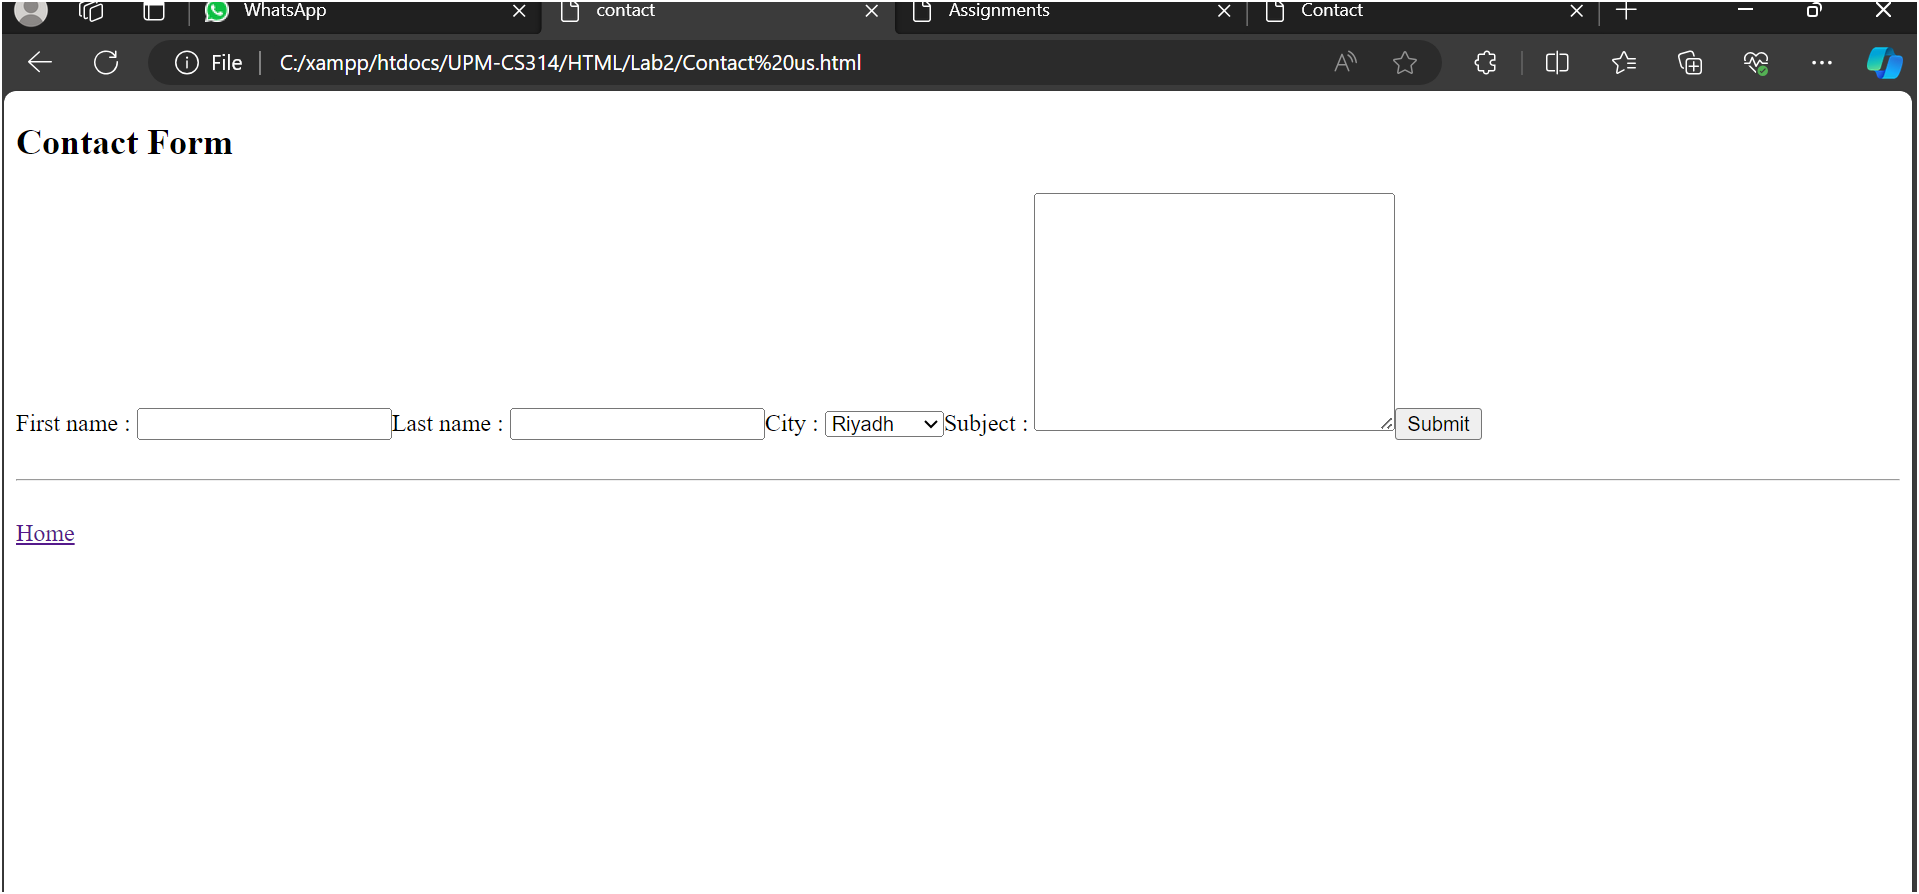 WhatsApp contact Assignments Contact
File C:/xampp/htdocs/UPM-CS314/HTML/Lab2/Contact%20us.html
Contact Form
First name : Last name : City : Riyadh Subject : Submit
Home